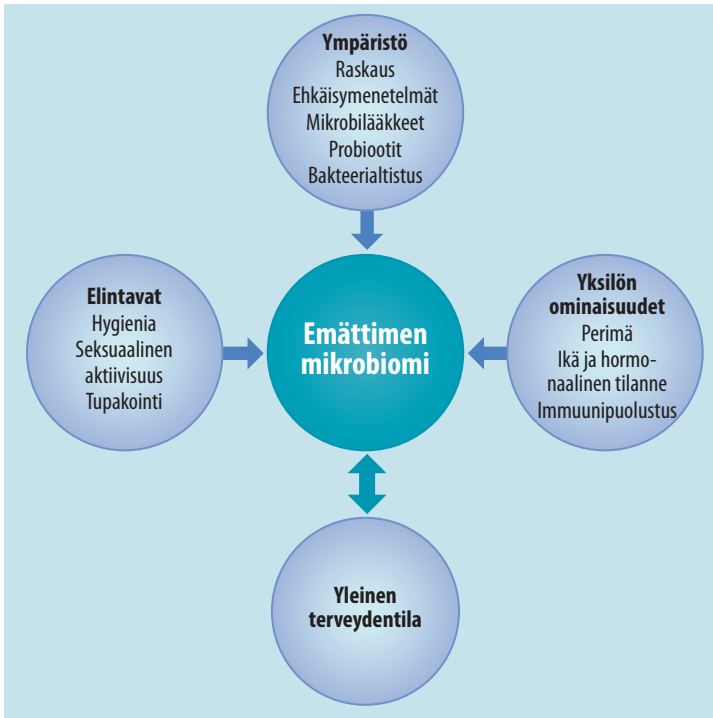 Ympäristö
Raskaus
Ehkäisymenetelmät
Mikrobilääkkeet
Probiootit
Bakteerialtistus
Elintavat
Hygienia
Seksuaalinen
aktiivisuus
Tupakointi
Emättimen
mikrobiomi
Yksilön
ominaisuudet
Perimä
Ikä ja hormo-
naalinen tilanne
Immuunipuolustus
Yleinen
terveydentila